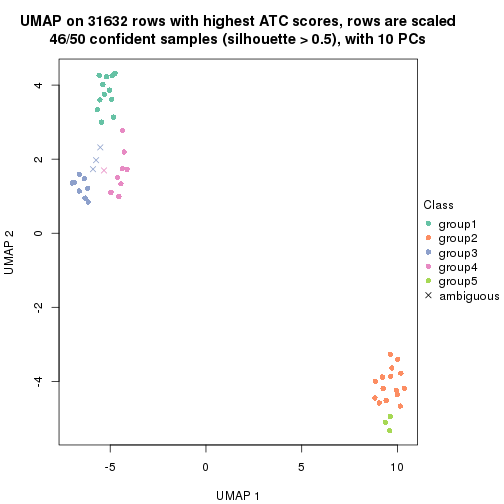 UMAP on 31632 rows with highest ATC scores, rows are scaled
46/50 confident samples (silhouette > 0.5), with 10 PCs
4
2
0
-2
-4
UMAP 2
-5
0
5
10
UMAP 1
Class
group1
group2
group3
group4
group5
ambiguous